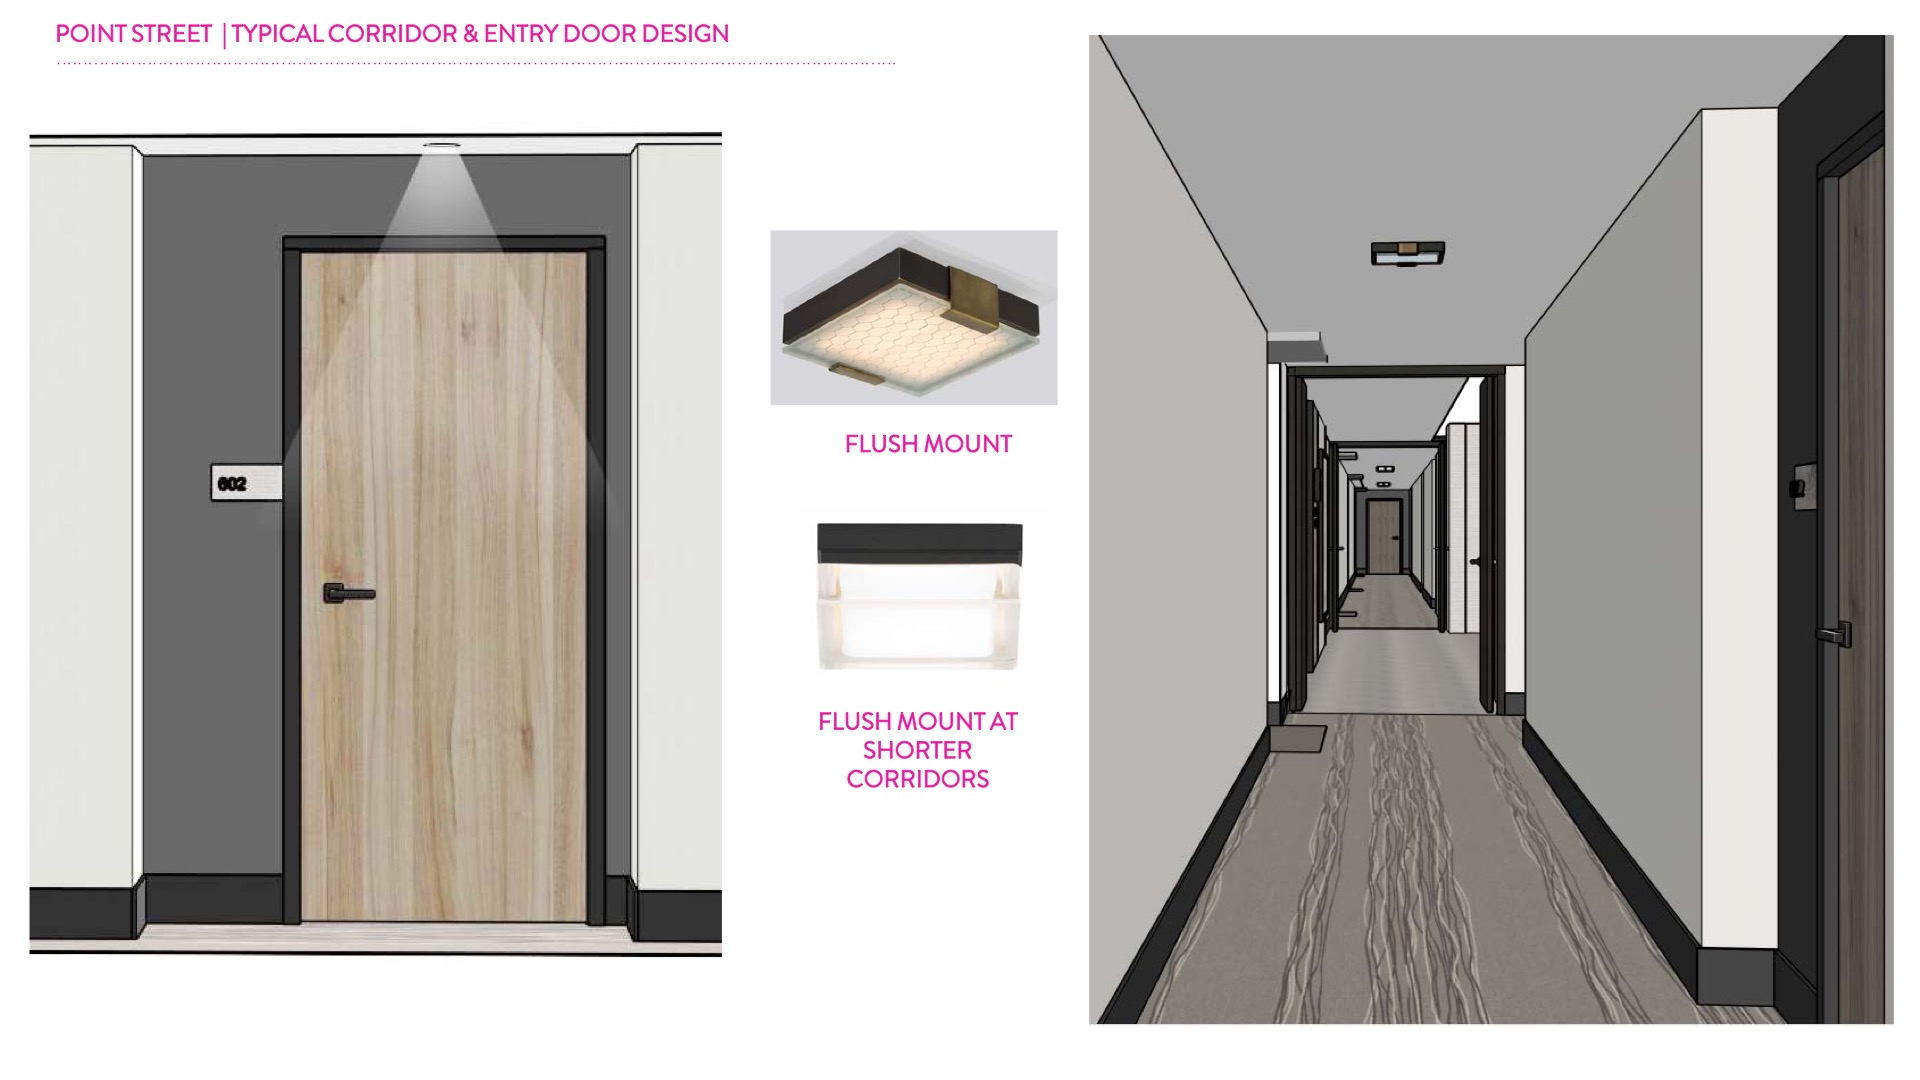 POINT STREET | TYPICAL CORRIDOR & ENTRY DOOR DESIGN
602
FLUSH MOUNT
FLUSH MOUNT AT
SHORTER
CORRIDORS